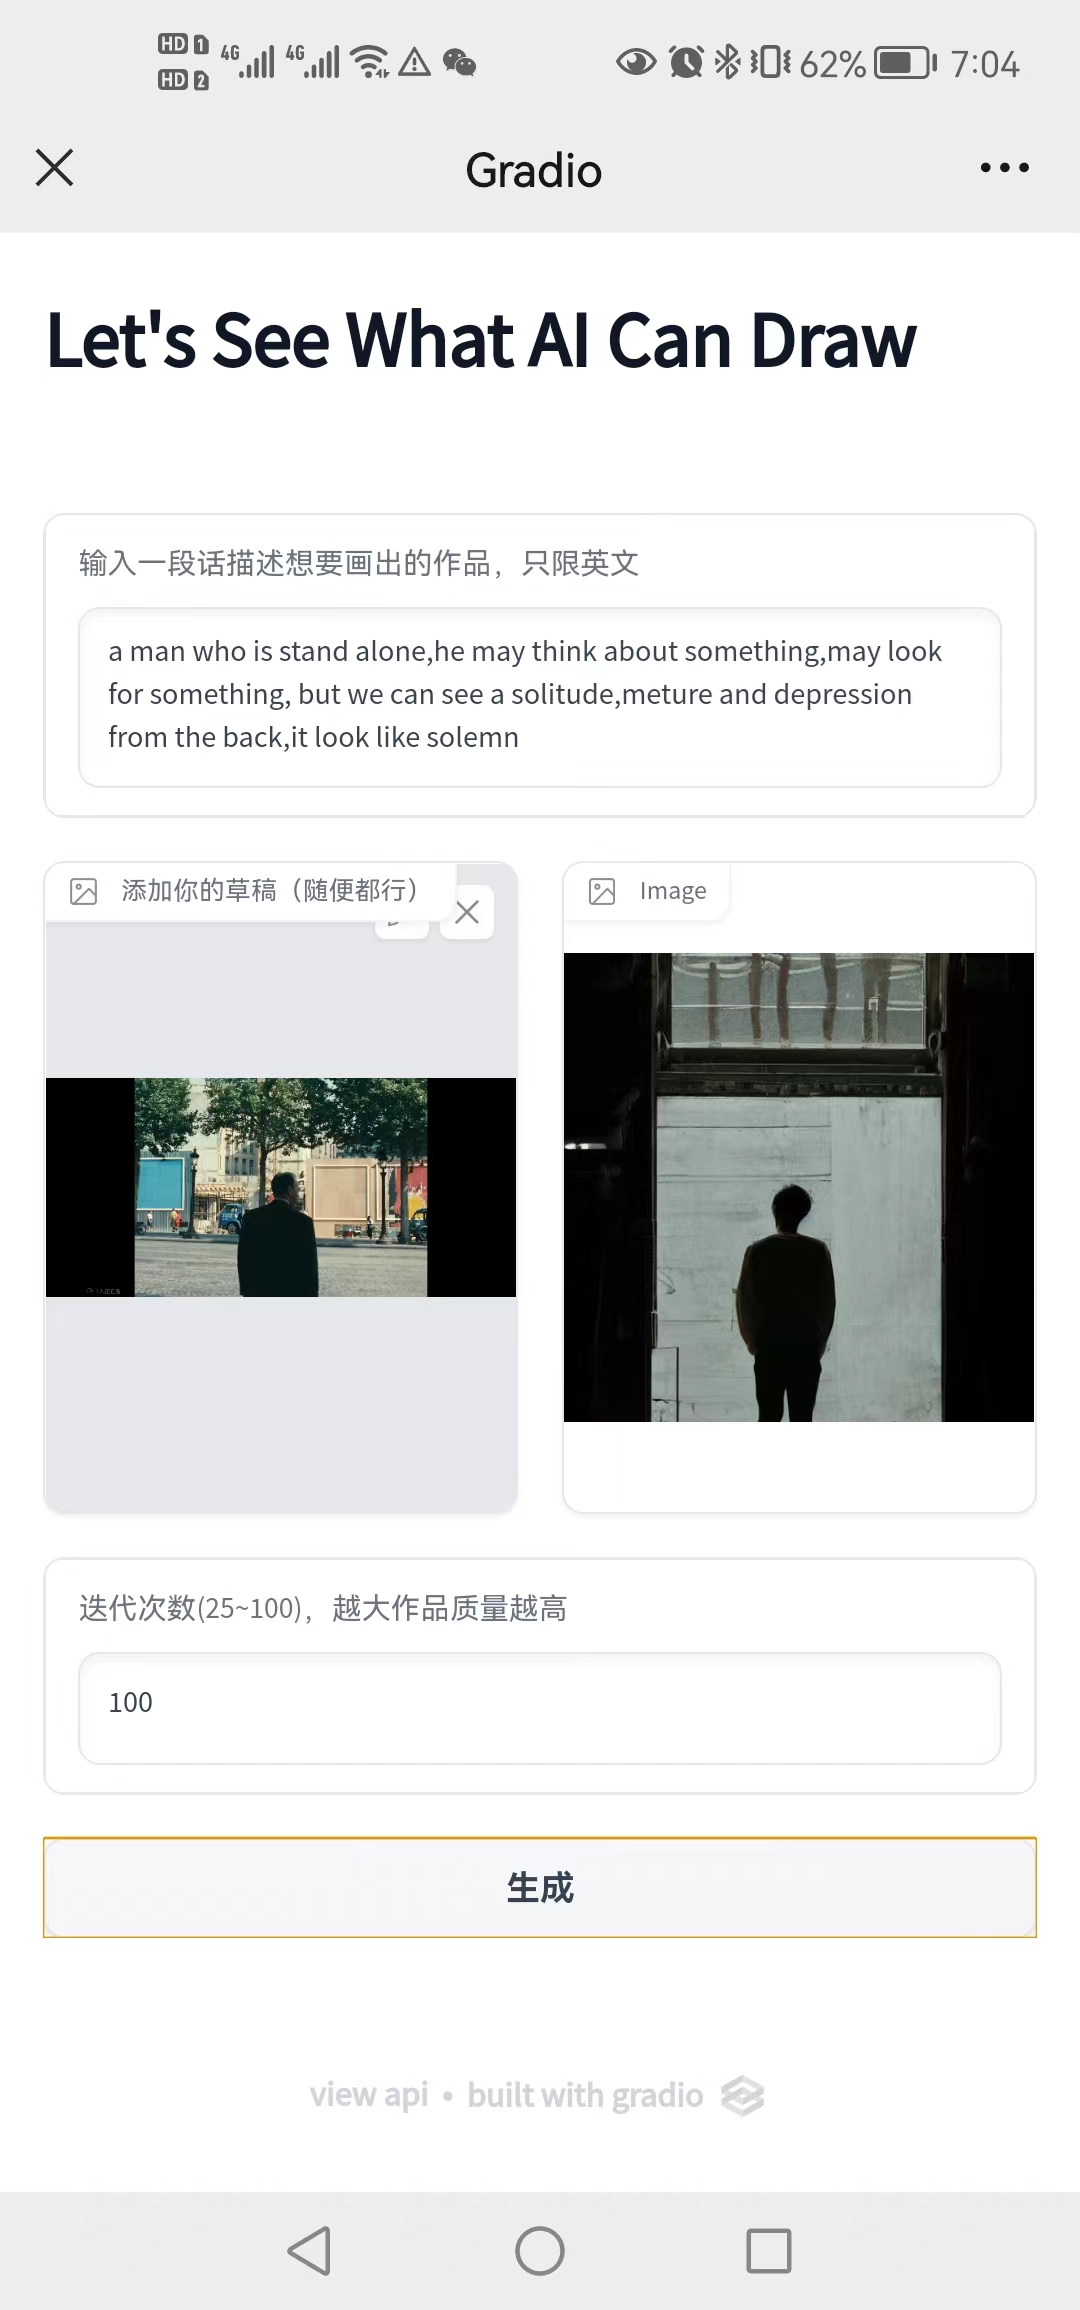 HD 1 4G 4G 62% 7:04
HD 2
Gradio
Let's See What AI Can Draw
输入一段话描述想要画出的作品，只限英文
a man who is stand alone,he may think about something,may look
for something, but we can see a solitude,meture and depression
from the back,it look like solemn
添加你的草稿（随便都行）
Image
迭代次数(25~100)，越大作品质量越高
100
生成
view api • built with gradio